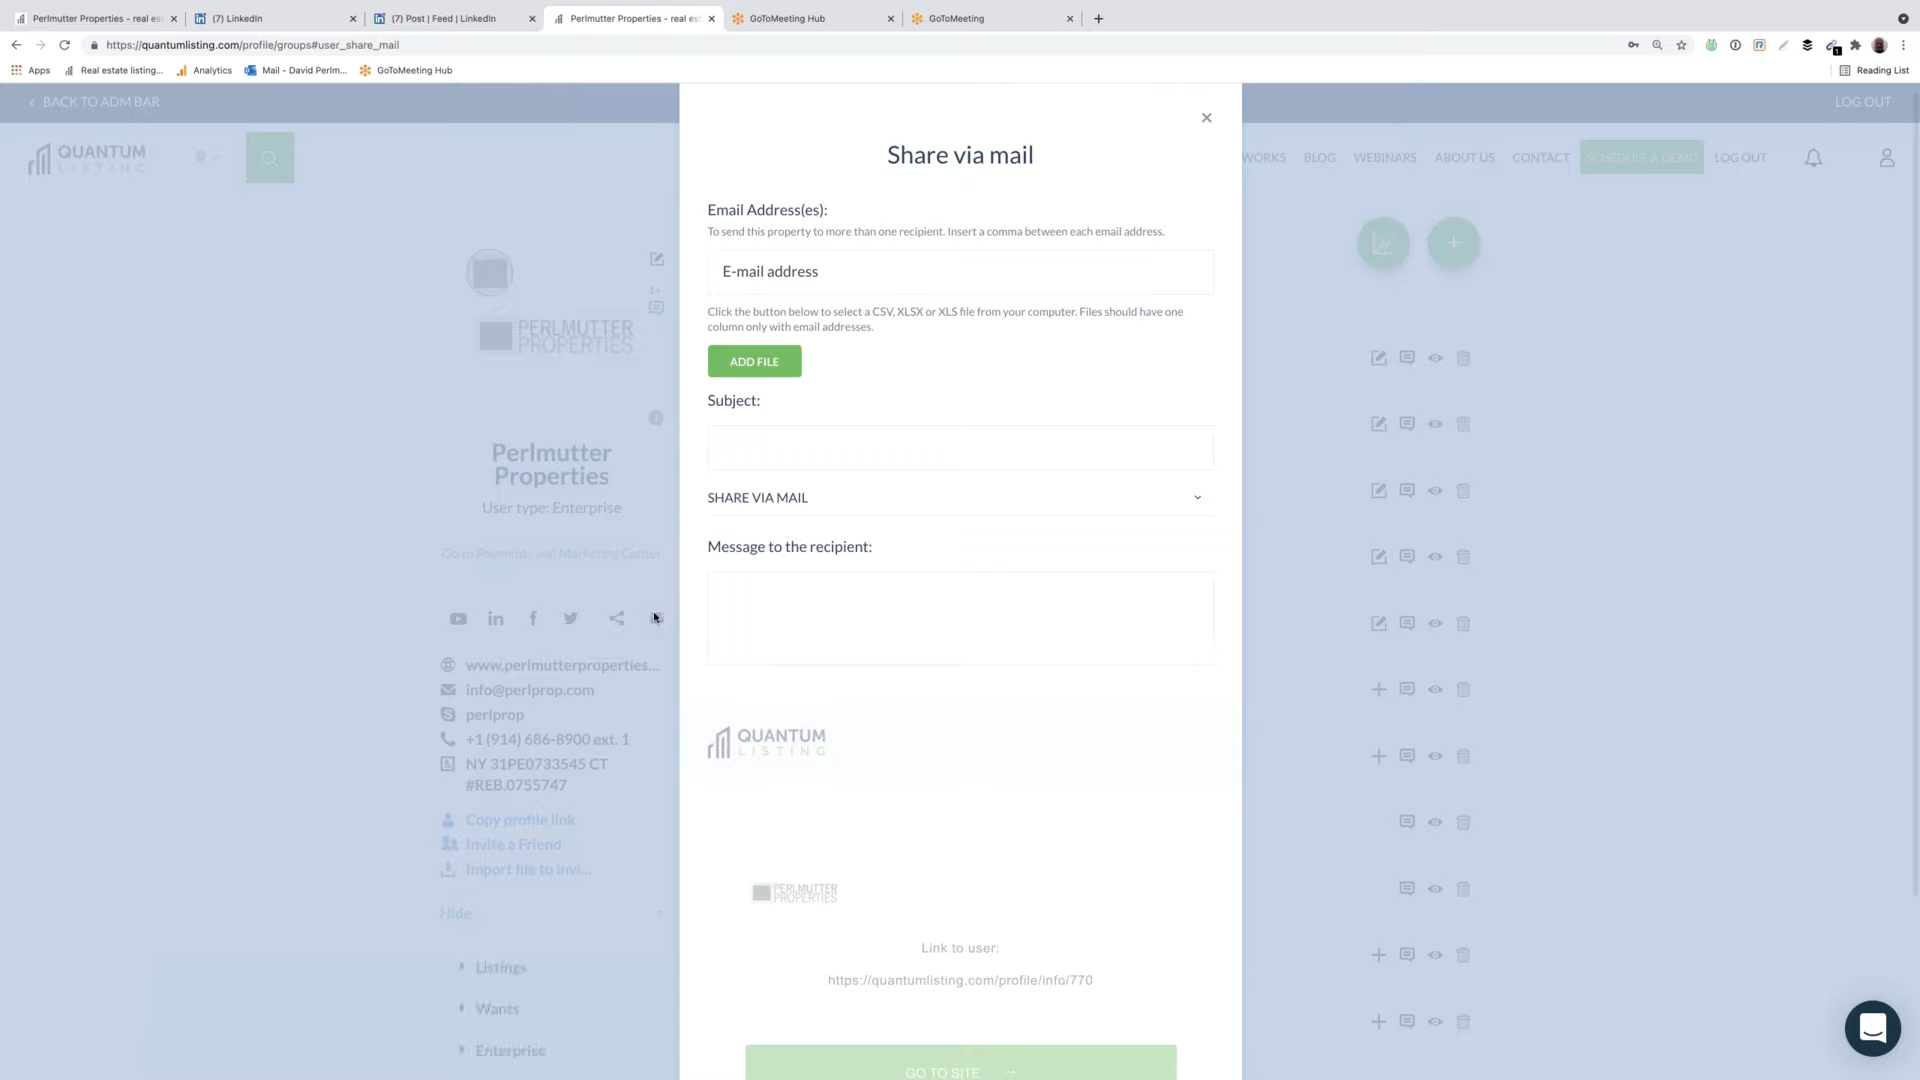 Perlmutter Properties - real es
(7) LinkedIn
(7) Post | Feed | LinkedIn
Perlmutter Properties - real es
GoToMeeting Hub
GoToMeeting
https://quantumlisting.com/profile/groups#user_share_mail
Apps
Real estate listing...
Analytics
Mail - David Perlm...
GoToMeeting Hub
Reading List
BACK TO ADM BAR
LOG OUT
QUANTUM
LISTING
WORKS
BLOG
WEBINARS
ABOUT US
CONTACT
SCHEDULE A DEMO
LOG OUT
Share via mail
Email Address(es):
To send this property to more than one recipient. Insert a comma between each email address.
E-mail address
Click the button below to select a CSV, XLSX or XLS file from your computer. Files should have one
column only with email addresses.
ADD FILE
Subject:
SHARE VIA MAIL
Message to the recipient:
QUANTUM
LISTING
PERLMUTTER
PROPERTIES
Link to user:
https://quantumlisting.com/profile/info/770
GO TO SITE →
PERLMUTTER
PROPERTIES
Perlmutter
Properties
User type: Enterprise
Go to Payments and Marketing Center
www.perlmutterproperties...
info@perlprop.com
perlprop
+1 (914) 686-8900 ext. 1
NY 31PE0733545 CT
#REB.0755747
Copy profile link
Invite a Friend
Import file to invi...
Hide
Listings
Wants
Enterprise